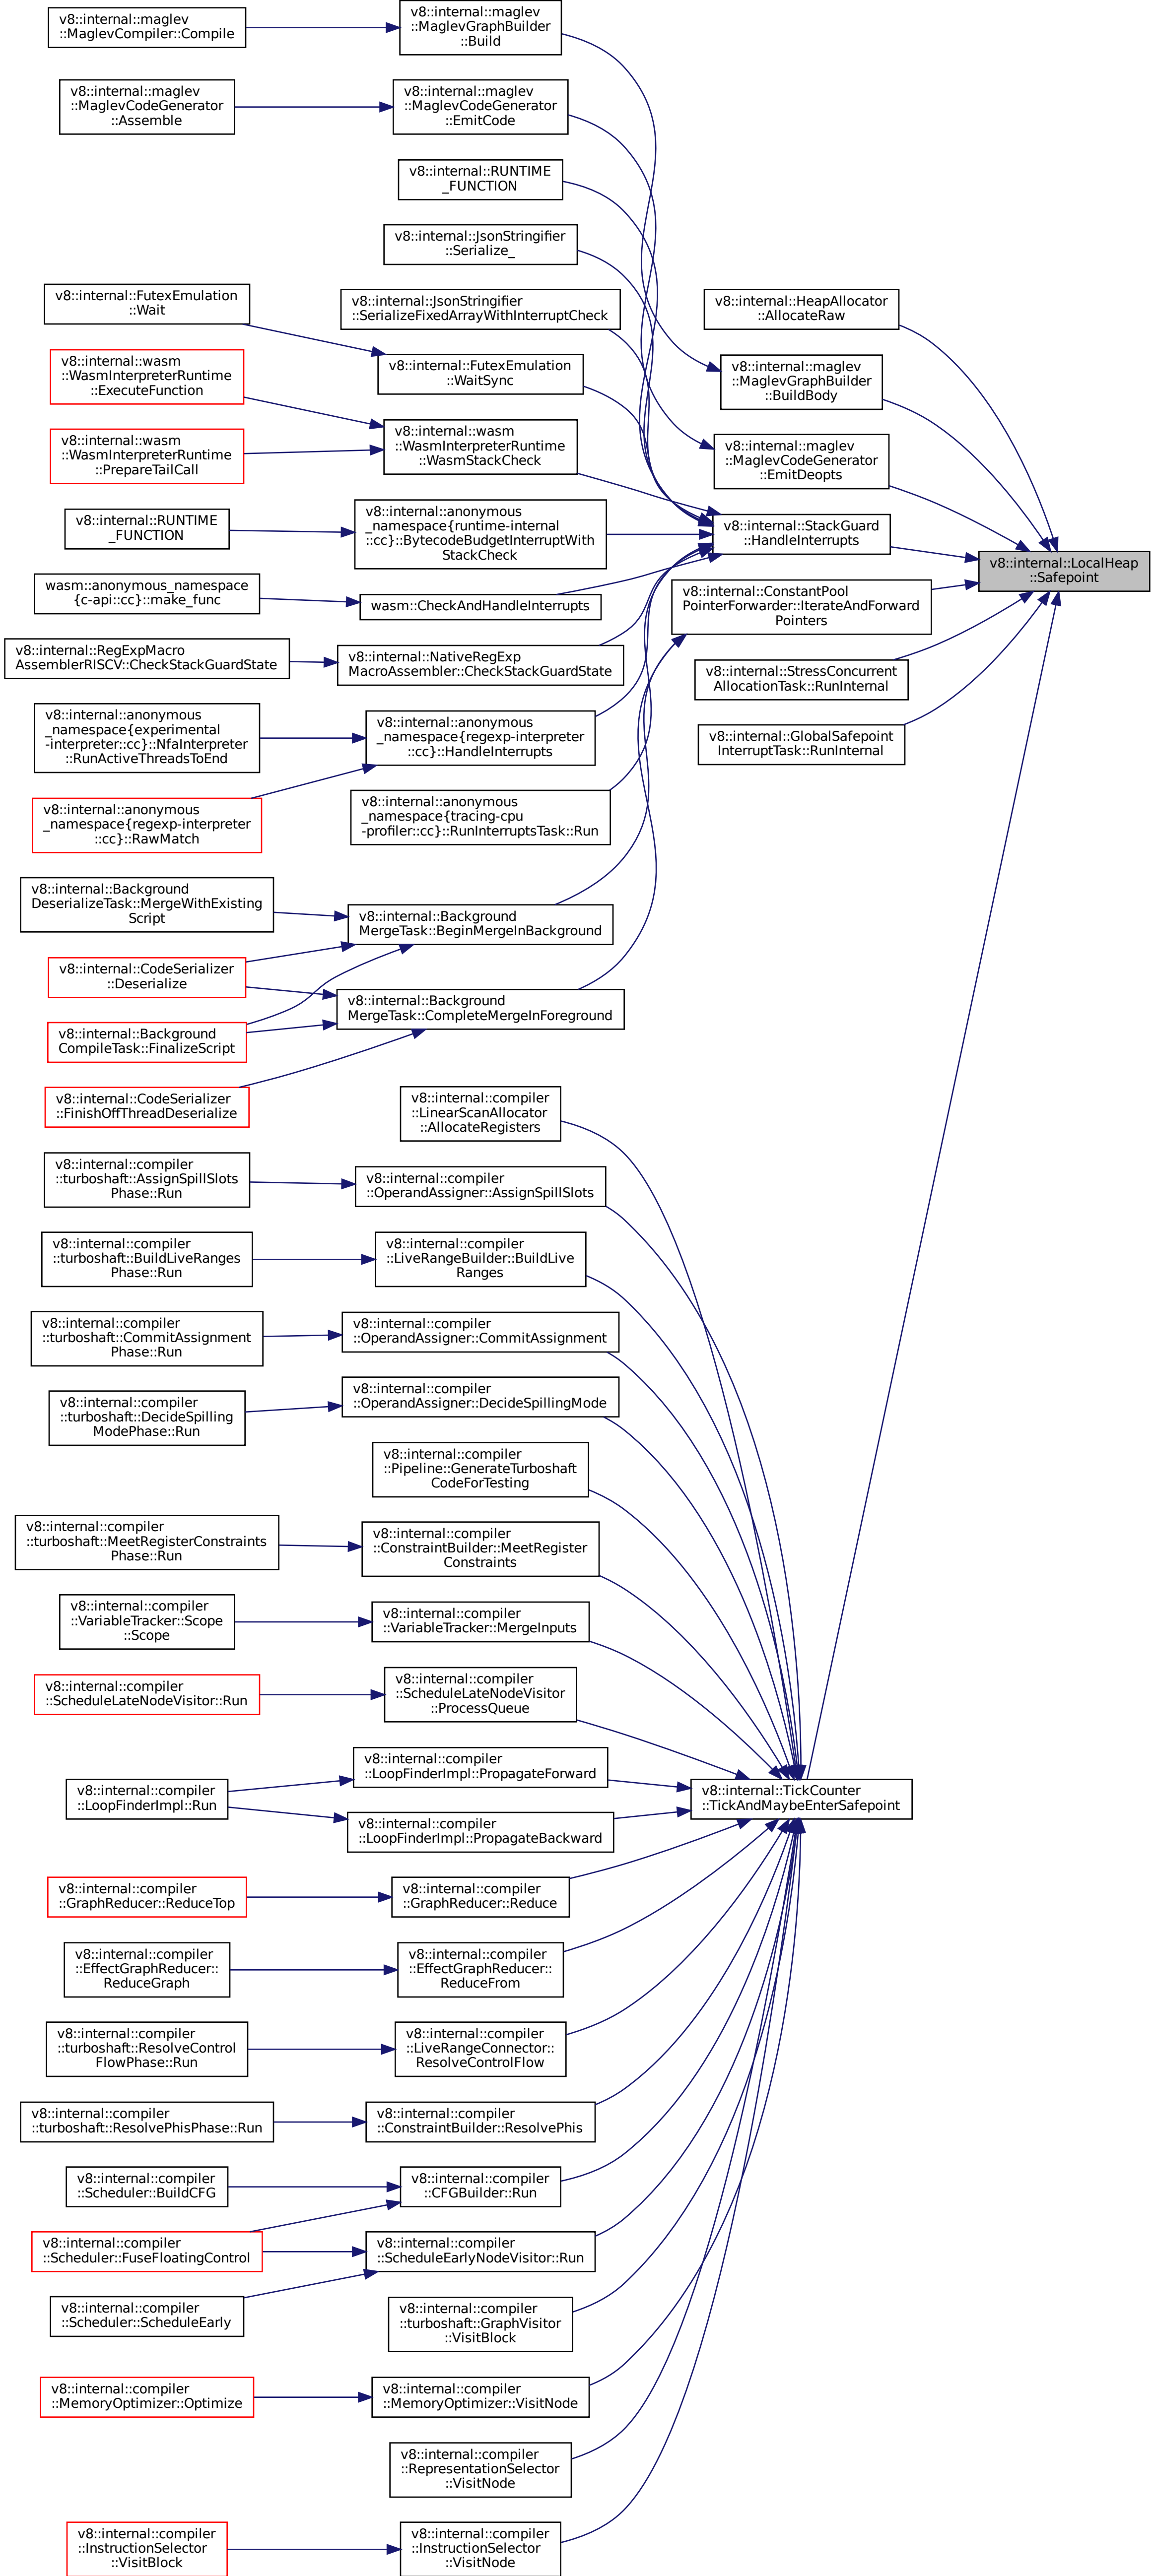 v8::internal::maglev
::MaglevCompiler::Compile
v8::internal::maglev
::MaglevGraphBuilder
::Build
v8::internal::maglev
::MaglevCodeGenerator
::Assemble
v8::internal::maglev
::MaglevCodeGenerator
::EmitCode
v8::internal::RUNTIME
_FUNCTION
v8::internal::JsonStringifier
::Serialize_
v8::internal::FutexEmulation
::Wait
v8::internal::JsonStringifier
::SerializeFixedArrayWithInterruptCheck
v8::internal::HeapAllocator
::AllocateRaw
v8::internal::wasm
::WasmInterpreterRuntime
::ExecuteFunction
v8::internal::FutexEmulation
::WaitSync
v8::internal::maglev
::MaglevGraphBuilder
::BuildBody
v8::internal::wasm
::WasmInterpreterRuntime
::PrepareTailCall
v8::internal::wasm
::WasmInterpreterRuntime
::WasmStackCheck
v8::internal::maglev
::MaglevCodeGenerator
::EmitDeopts
v8::internal::RUNTIME
_FUNCTION
v8::internal::anonymous
_namespace{runtime-internal
::cc}::BytecodeBudgetInterruptWith
StackCheck
v8::internal::StackGuard
::HandleInterrupts
v8::internal::LocalHeap
::Safepoint
wasm::anonymous_namespace
{c-api::cc}::make_func
wasm::CheckAndHandleInterrupts
v8::internal::ConstantPool
PointerForwarder::IterateAndForward
Pointers
v8::internal::RegExpMacro
AssemblerRISCV::CheckStackGuardState
v8::internal::NativeRegExp
MacroAssembler::CheckStackGuardState
v8::internal::StressConcurrent
AllocationTask::RunInternal
v8::internal::anonymous
_namespace{experimental
-interpreter::cc}::NfaInterpreter
::RunActiveThreadsToEnd
v8::internal::anonymous
_namespace{regexp-interpreter
::cc}::HandleInterrupts
v8::internal::GlobalSafepoint
InterruptTask::RunInternal
v8::internal::anonymous
_namespace{regexp-interpreter
::cc}::RawMatch
v8::internal::anonymous
_namespace{tracing-cpu
-profiler::cc}::RunInterruptsTask::Run
v8::internal::Background
DeserializeTask::MergeWithExisting
Script
v8::internal::Background
MergeTask::BeginMergeInBackground
v8::internal::CodeSerializer
::Deserialize
v8::internal::Background
MergeTask::CompleteMergeInForeground
v8::internal::Background
CompileTask::FinalizeScript
v8::internal::CodeSerializer
::FinishOffThreadDeserialize
v8::internal::compiler
::LinearScanAllocator
::AllocateRegisters
v8::internal::compiler
::turboshaft::AssignSpillSlots
Phase::Run
v8::internal::compiler
::OperandAssigner::AssignSpillSlots
v8::internal::compiler
::turboshaft::BuildLiveRanges
Phase::Run
v8::internal::compiler
::LiveRangeBuilder::BuildLive
Ranges
v8::internal::compiler
::turboshaft::CommitAssignment
Phase::Run
v8::internal::compiler
::OperandAssigner::CommitAssignment
v8::internal::compiler
::turboshaft::DecideSpilling
ModePhase::Run
v8::internal::compiler
::OperandAssigner::DecideSpillingMode
v8::internal::compiler
::Pipeline::GenerateTurboshaft
CodeForTesting
v8::internal::compiler
::turboshaft::MeetRegisterConstraints
Phase::Run
v8::internal::compiler
::ConstraintBuilder::MeetRegister
Constraints
v8::internal::compiler
::VariableTracker::Scope
::Scope
v8::internal::compiler
::VariableTracker::MergeInputs
v8::internal::compiler
::ScheduleLateNodeVisitor::Run
v8::internal::compiler
::ScheduleLateNodeVisitor
::ProcessQueue
v8::internal::compiler
::LoopFinderImpl::Run
v8::internal::compiler
::LoopFinderImpl::PropagateForward
v8::internal::TickCounter
::TickAndMaybeEnterSafepoint
v8::internal::compiler
::LoopFinderImpl::PropagateBackward
v8::internal::compiler
::GraphReducer::ReduceTop
v8::internal::compiler
::GraphReducer::Reduce
v8::internal::compiler
::EffectGraphReducer::
ReduceGraph
v8::internal::compiler
::EffectGraphReducer::
ReduceFrom
v8::internal::compiler
::turboshaft::ResolveControl
FlowPhase::Run
v8::internal::compiler
::LiveRangeConnector::
ResolveControlFlow
v8::internal::compiler
::turboshaft::ResolvePhisPhase::Run
v8::internal::compiler
::ConstraintBuilder::ResolvePhis
v8::internal::compiler
::Scheduler::BuildCFG
v8::internal::compiler
::CFGBuilder::Run
v8::internal::compiler
::Scheduler::FuseFloatingControl
v8::internal::compiler
::ScheduleEarlyNodeVisitor::Run
v8::internal::compiler
::Scheduler::ScheduleEarly
v8::internal::compiler
::turboshaft::GraphVisitor
::VisitBlock
v8::internal::compiler
::MemoryOptimizer::Optimize
v8::internal::compiler
::MemoryOptimizer::VisitNode
v8::internal::compiler
::RepresentationSelector
::VisitNode
v8::internal::compiler
::InstructionSelector
::VisitBlock
v8::internal::compiler
::InstructionSelector
::VisitNode